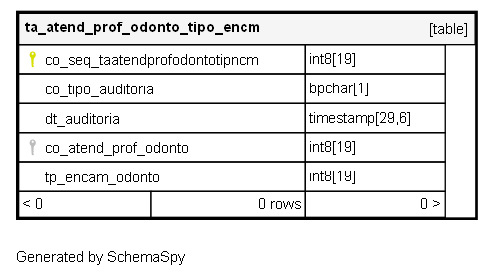 ta_atend_prof_odonto_tipo_encm [table]
co_seq_taatendprofodontotipncm int8[19]
co_tipo_auditoria bpchar[1]
dt_auditoria timestamp[29,6]
co_atend_prof_odonto int8[19]
tp_encam_odonto int8[19]
< 0 0 rows 0 >
Generated by SchemaSpy